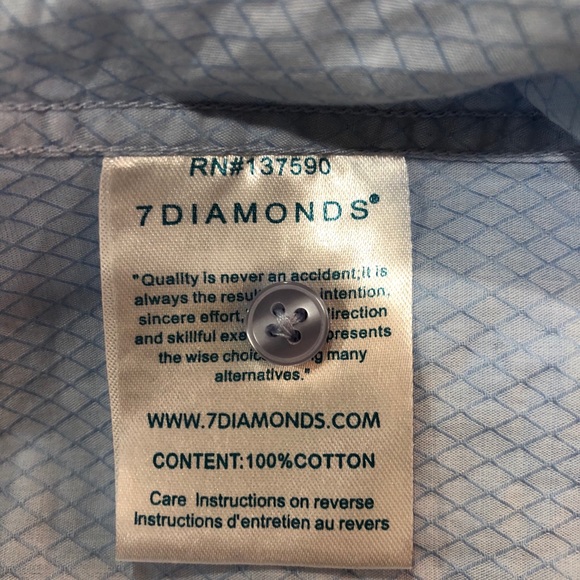 RN#137590
7DIAMONDS®
"Quality is never an accident;it is
always the intention,
sincere effort,
and skillful
the wise many
alternatives."
WWW.7DIAMONDS.COM
CONTENT:100%COTTON
Care Instructions on reverse
Instructions d'entretien au revers